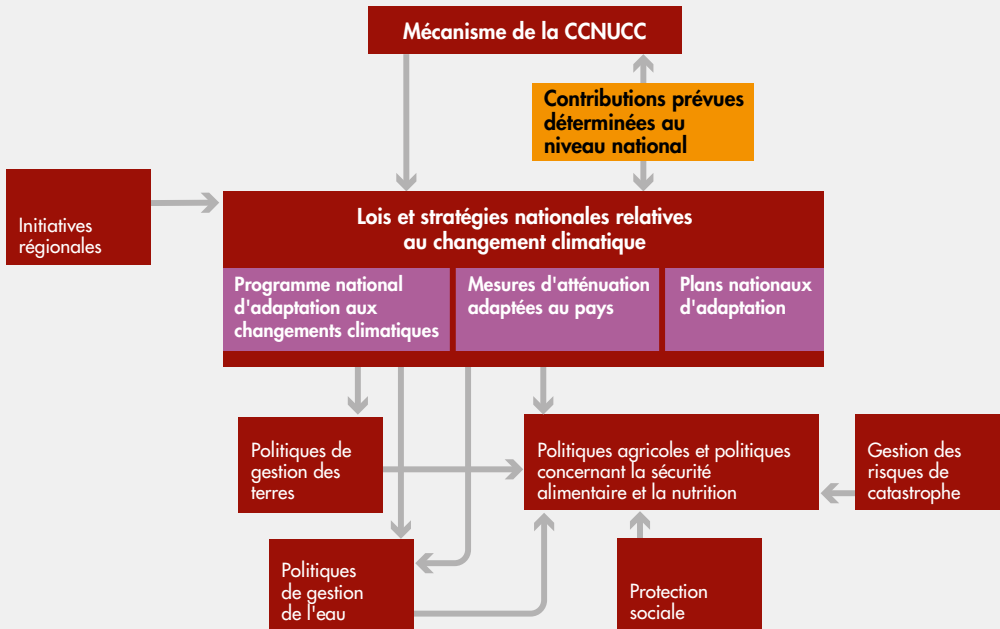 Mécanisme de la CCNUCC
Contributions prévues
déterminées au
niveau national
Initiatives
régionales
Lois et stratégies nationales relatives
au changement climatique
Programme national
d'adaptation aux
changements climatiques
Mesures d'atténuation
adaptées au pays
Plans nationaux
d'adaptation
Politiques de
gestion des
terres
Politiques agricoles et politiques
concernant la sécurité
alimentaire et la nutrition
Gestion des
risques de
catastrophe
Politiques
de gestion
de l'eau
Protection
sociale